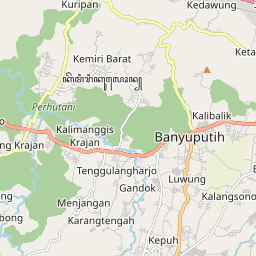 Kuripan
Kedawung
Keta
Kemiri Barat
Perhutani
Kalibalik
Kalimanggis
Krajan
Banyuputih
ng Krajan
Tenggulangharjo
Luwung
Gandok
Kalangsono
Menjangan
bong
Karangtengah
Kepuh